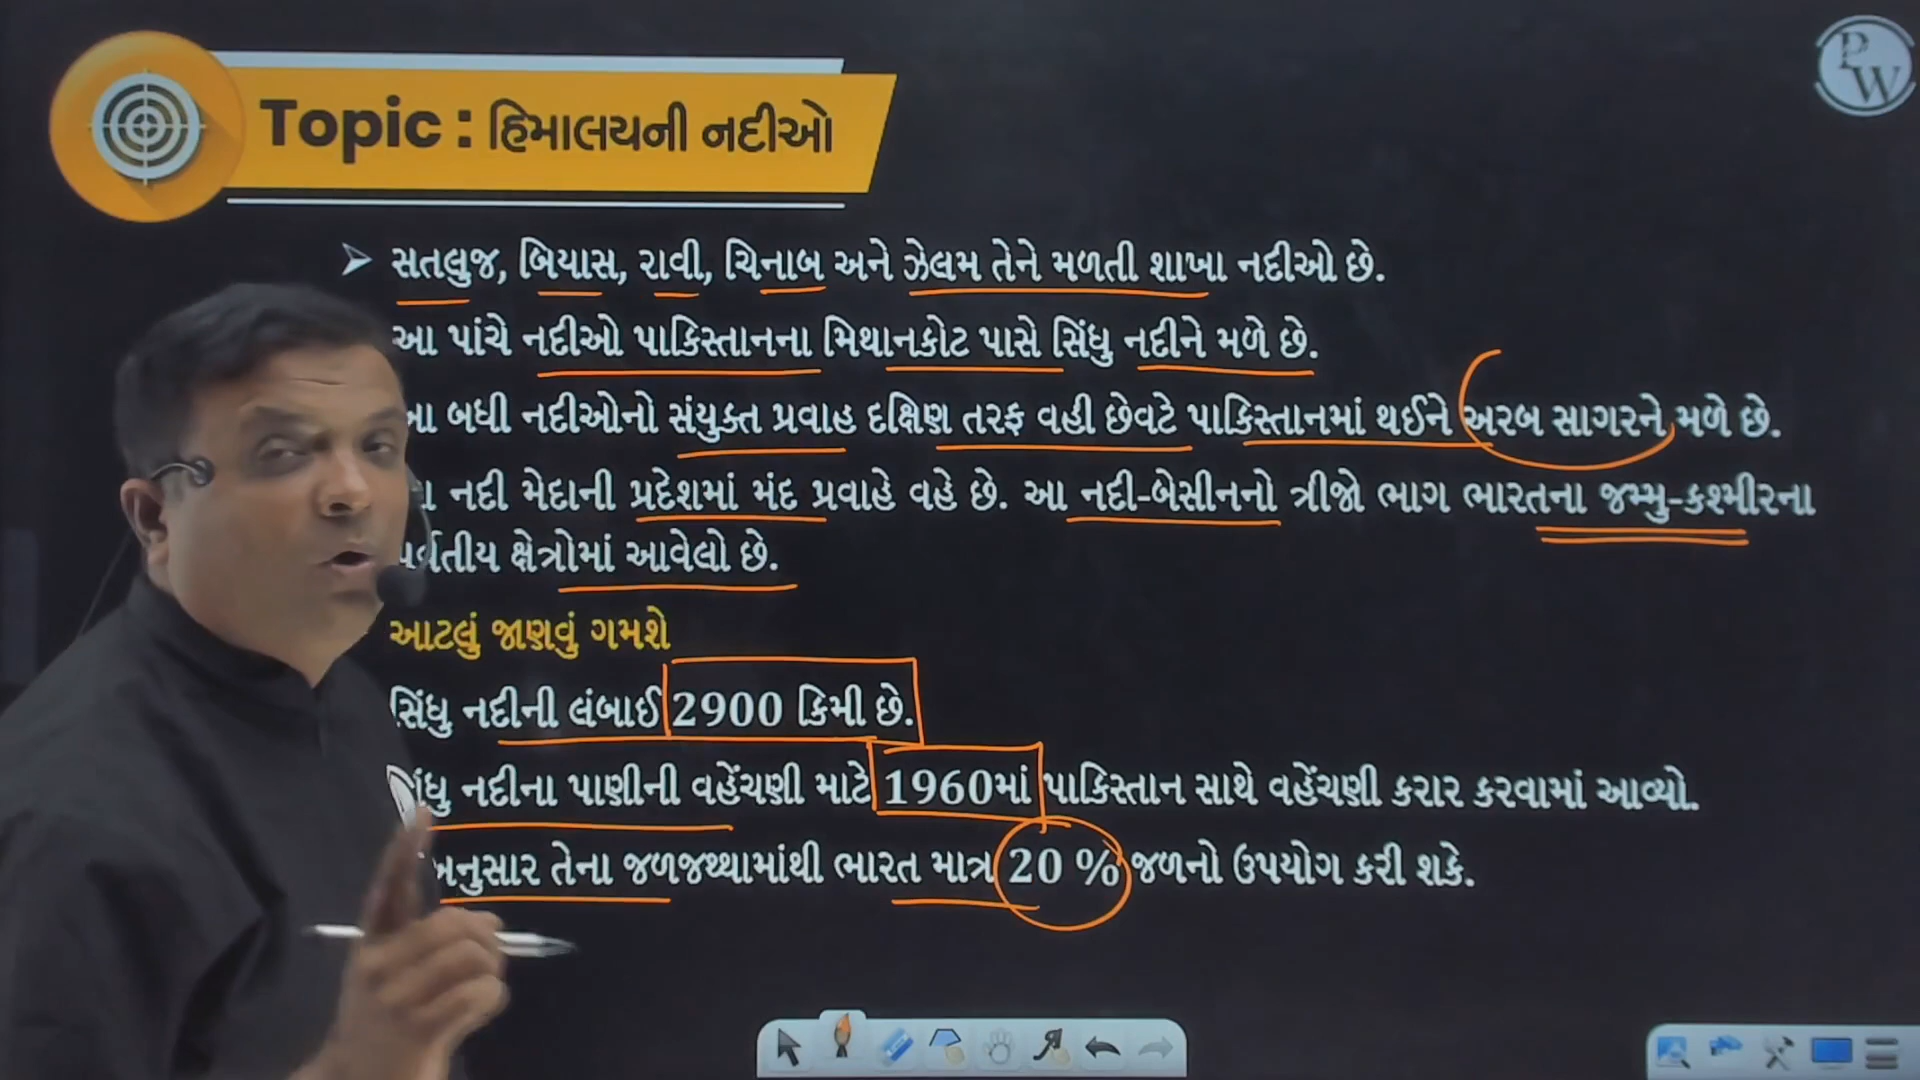 PW
Topic : હિમાલયની નદીઓ
➤ સતલુજ, બિયાસ, રાવી, ચિનાબ અને ઝેલમ તેને મળતી શાખા નદીઓ છે.
આ પાંચે નદીઓ પાકિસ્તાનના મિથાનકોટ પાસે સિંધુ નદીને મળે છે.
આ બધી નદીઓનો સંયુક્ત પ્રવાહ દક્ષિણ તરફ વહી છેવટે પાકિસ્તાનમાં થઈને અરબ સાગરને મળે છે.
નદી મેદાની પ્રદેશમાં મંદ પ્રવાહે વહે છે. આ નદી-બેસીનનો ત્રીજો ભાગ ભારતના જમ્મુ-કશ્મીરના
પર્વતીય ક્ષેત્રોમાં આવેલો છે.
આટલું જાણવું ગમશે
સિંધુ નદીની લંબાઈ 2900 કિમી છે.
નદીના પાણીની વહેંચણી માટે 1960માં પાકિસ્તાન સાથે વહેંચણી કરાર કરવામાં આવ્યો.
અનુસાર તેના જળજથ્થામાંથી ભારત માત્ર 20 % જળનો ઉપયોગ કરી શકે.